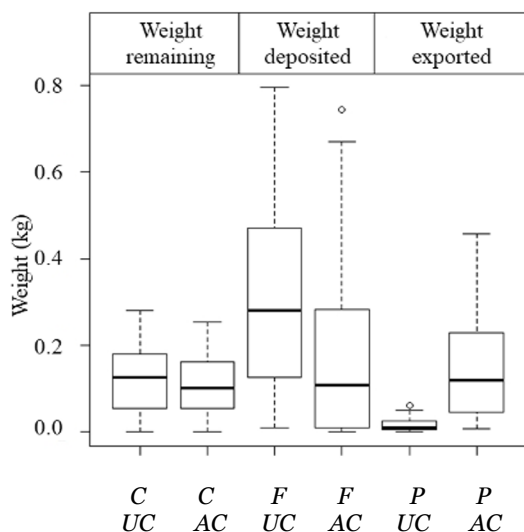 Weight remaining
Weight deposited
Weight exported
Weight (kg)
0.8
0.6
0.4
0.2
0.0
C C F F P P
UC AC UC AC UC AC